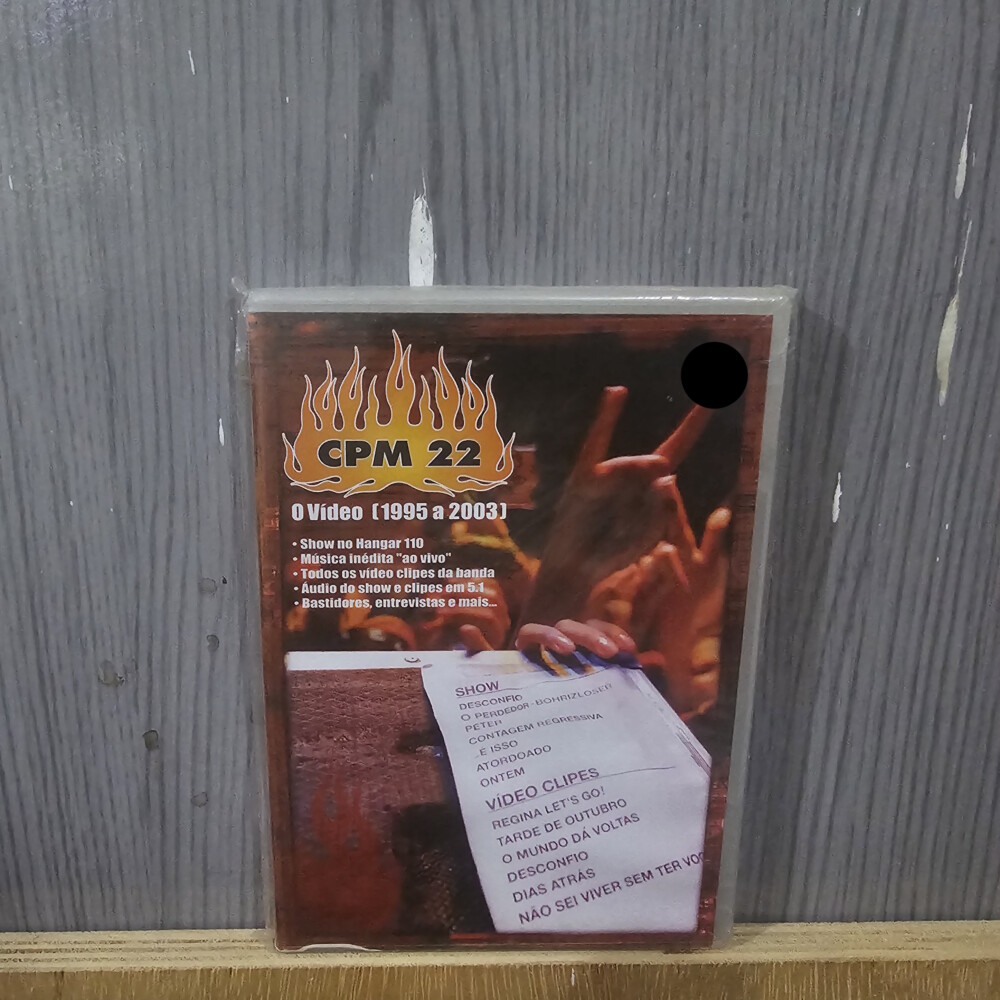 CPM 22
O Vídeo (1995 a 2003)
• Show no Hangar 110
• Música inédita "ao vivo"
• Todos os vídeo clipes da banda
• Áudio do show e clipes em 5.1
• Bastidores, entrevistas e mais...
SHOW
DESCONFIO
O PERDEDOR - BOHRIZLOSER
PETER
CONTAGEM REGRESSIVA
...E ISSO
ATORDOADO
ONTEM
VÍDEO CLIPES
REGINA LET'S GO!
TARDE DE OUTUBRO
O MUNDO DÁ VOLTAS
DESCONFIO
DIAS ATRÁS
NÃO SEI VIVER SEM TER VO